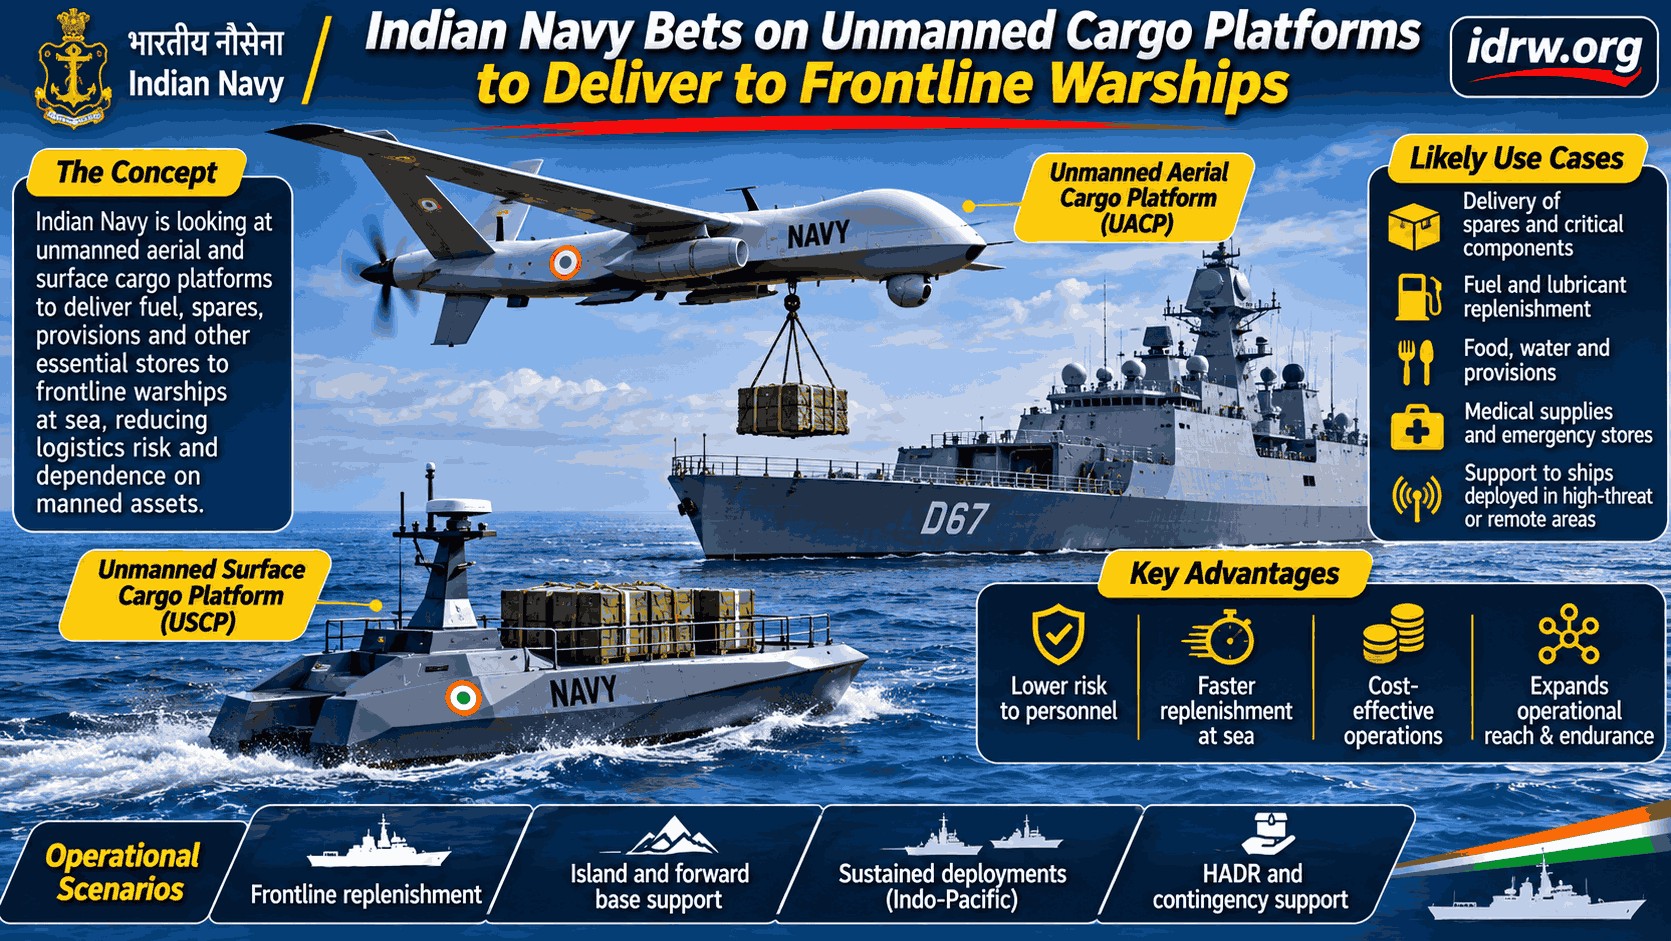 भारतीय नौसेना
Indian Navy
Indian Navy Bets on Unmanned Cargo Platforms
to Deliver to Frontline Warships
idrw.org
The Concept
Indian Navy is looking at
unmanned aerial and
surface cargo platforms
to deliver fuel, spares,
provisions and other
essential stores to
frontline warships
at sea, reducing
logistics risk and
dependence on
manned assets.
NAVY
Unmanned Aerial
Cargo Platform
(UACP)
Likely Use Cases
Delivery of
spares and critical
components
Fuel and lubricant
replenishment
Food, water and
provisions
Medical supplies
and emergency stores
Support to ships
deployed in high-threat
or remote areas
D67
Unmanned Surface
Cargo Platform
(USCP)
NAVY
Key Advantages
Lower risk
to personnel
Faster
replenishment
at sea
Cost-
effective
operations
Expands
operational
reach & endurance
Operational
Scenarios
Frontline replenishment
Island and forward
base support
Sustained deployments
(Indo-Pacific)
HADR and
contingency support